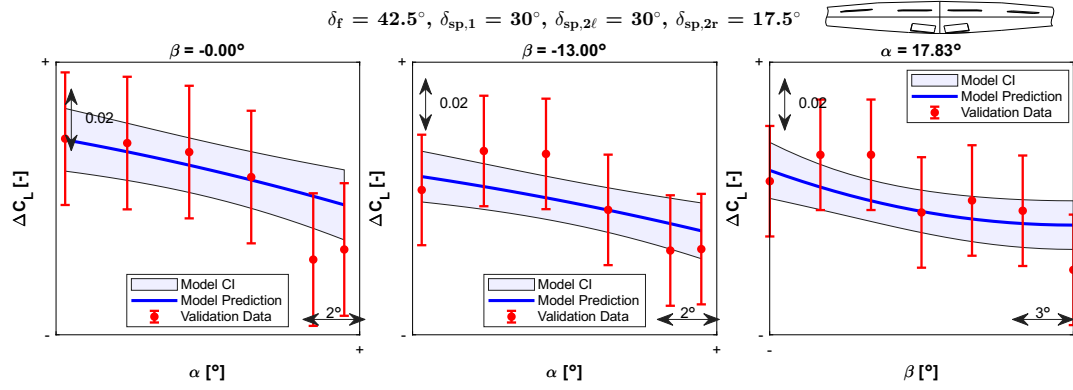 δf = 42.5°, δsp,1 = 30°, δsp,2ℓ = 30°, δsp,2r = 17.5°
β = -0.00°
+
0.02
ΔCL [-]
Model CI
Model Prediction
Validation Data
2°
-
+
α [°]
β = -13.00°
+
0.02
ΔCL [-]
Model CI
Model Prediction
Validation Data
2°
-
+
α [°]
α = 17.83°
+
0.02
Model CI
Model Prediction
Validation Data
ΔCL [-]
3°
-
-
+
β [°]